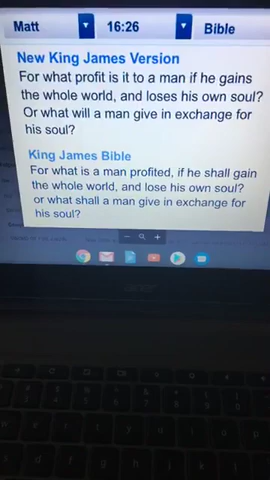 Matt 16:26 Bible
New King James Version
For what profit is it to a man if he gains
the whole world, and loses his own soul?
Or what will a man give in exchange for
his soul?
King James Bible
For what is a man profited, if he shall gain
the whole world, and lose his own soul?
or what shall a man give in exchange for
his soul?
acer